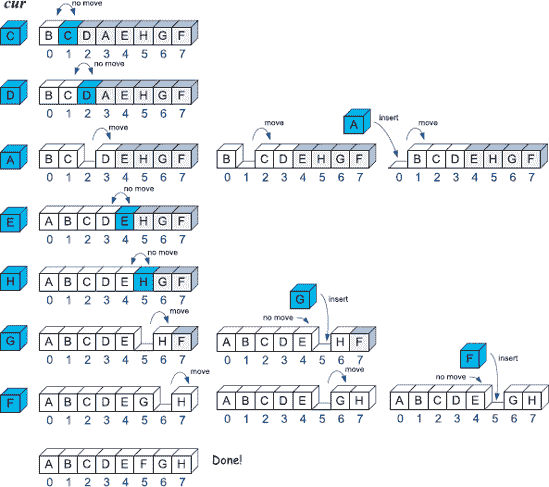 cur
no move
C B C D A E H G F
0 1 2 3 4 5 6 7
no move
D B C D A E H G F
0 1 2 3 4 5 6 7
move move A insert move
A B C D E H G F B C D E H G F B C D E H G F
0 1 2 3 4 5 6 7 0 1 2 3 4 5 6 7 0 1 2 3 4 5 6 7
no move
E A B C D E H G F
0 1 2 3 4 5 6 7
no move
H A B C D E H G F
0 1 2 3 4 5 6 7
move G insert
no move
G A B C D E H F A B C D E H F
0 1 2 3 4 5 6 7 0 1 2 3 4 5 6 7
move move F insert
no move
F A B C D E G H A B C D E G H A B C D E G H
0 1 2 3 4 5 6 7 0 1 2 3 4 5 6 7 0 1 2 3 4 5 6 7
A B C D E F G H Done!
0 1 2 3 4 5 6 7